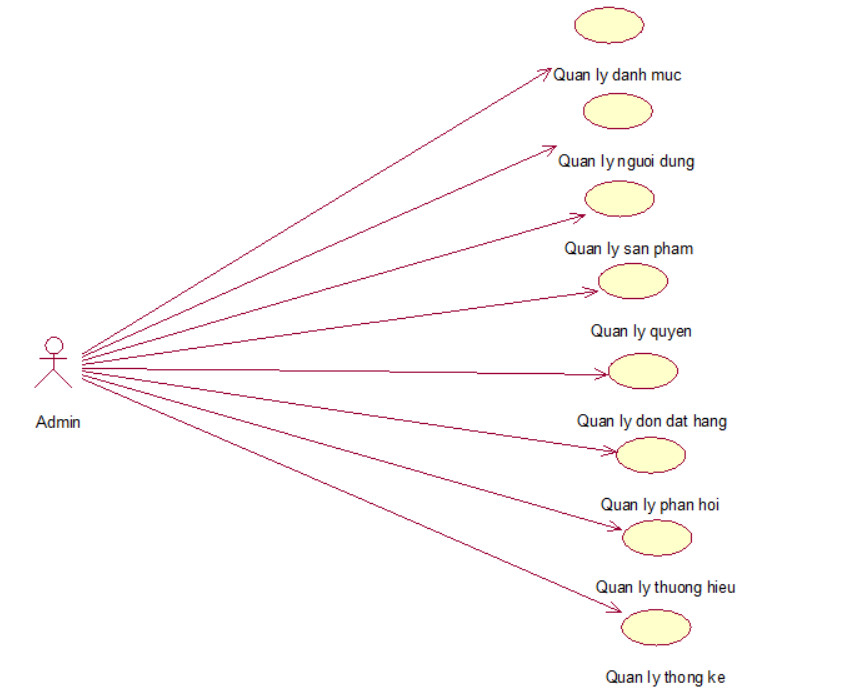 Quan ly danh muc
Quan ly nguoi dung
Quan ly san pham
Quan ly quyen
Admin
Quan ly don dat hang
Quan ly phan hoi
Quan ly thuong hieu
Quan ly thong ke